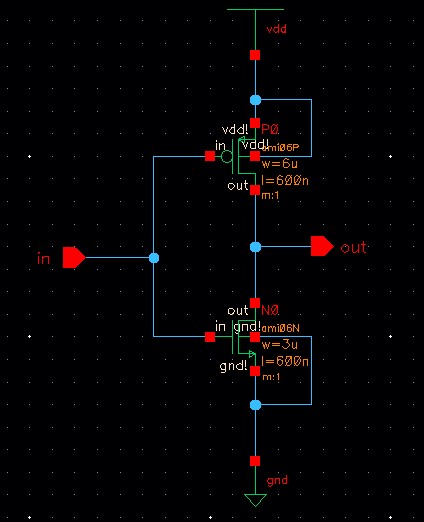 vdd
vdd!
P0
in
vdd!
ami06P
w=6u
l=600n
out
m:1
in
out
out
N0
in
gnd!
ami06N
w=3u
l=600n
gnd!
m:1
gnd